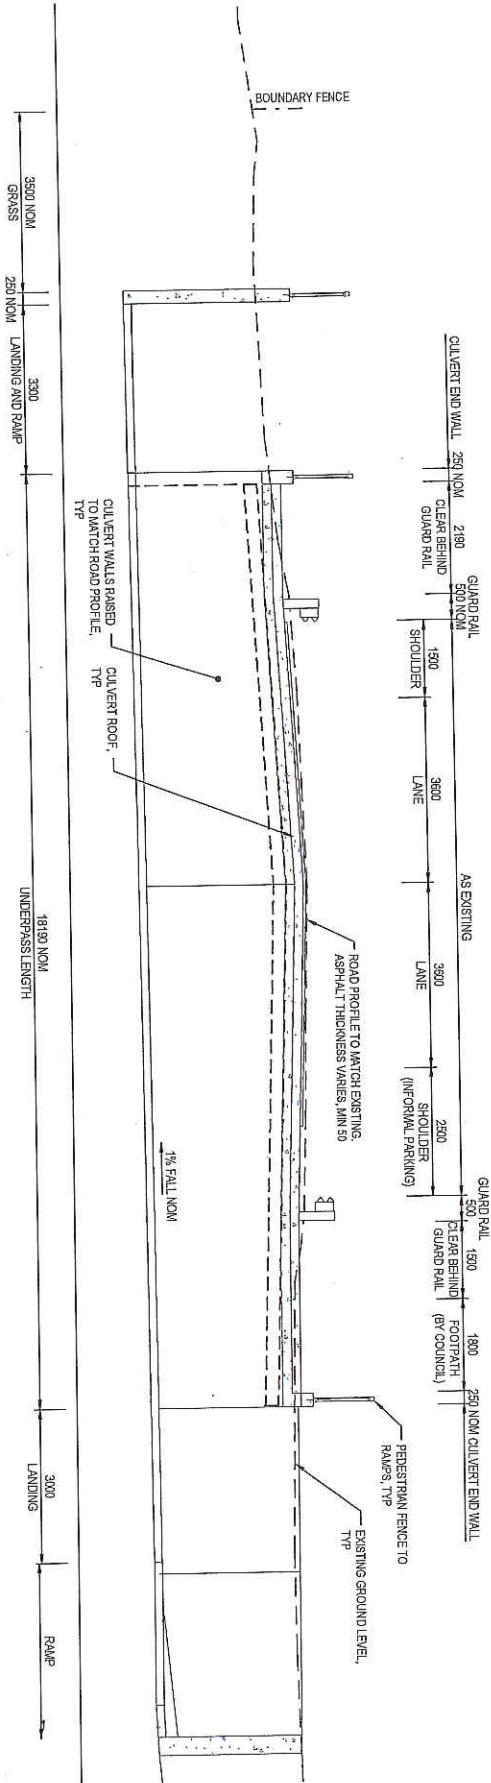 BOUNDARY FENCE
3500 NOM
GRASS
250 NOM
3300
LANDING AND RAMP
18190 NOM
UNDERPASS LENGTH
3000
LANDING
RAMP
CULVERT WALLS RAISED
TO MATCH ROAD PROFILE,
TYP
CULVERT ROOF,
TYP
1% FALL NOM
ROAD PROFILE TO MATCH EXISTING.
ASPHALT THICKNESS VARIES, MIN 50
EXISTING GROUND LEVEL,
TYP
PEDESTRIAN FENCE TO
RAMPS, TYP
CULVERT END WALL
250 NOM
2190
CLEAR BEHIND
GUARD RAIL
GUARD RAIL
500 NOM
1500
SHOULDER
3600
LANE
AS EXISTING
3600
LANE
2500
SHOULDER
(INFORMAL PARKING)
GUARD RAIL
500
1500
CLEAR BEHIND
GUARD RAIL
1800
FOOTPATH
(BY COUNCIL)
250 NOM
CULVERT END WALL